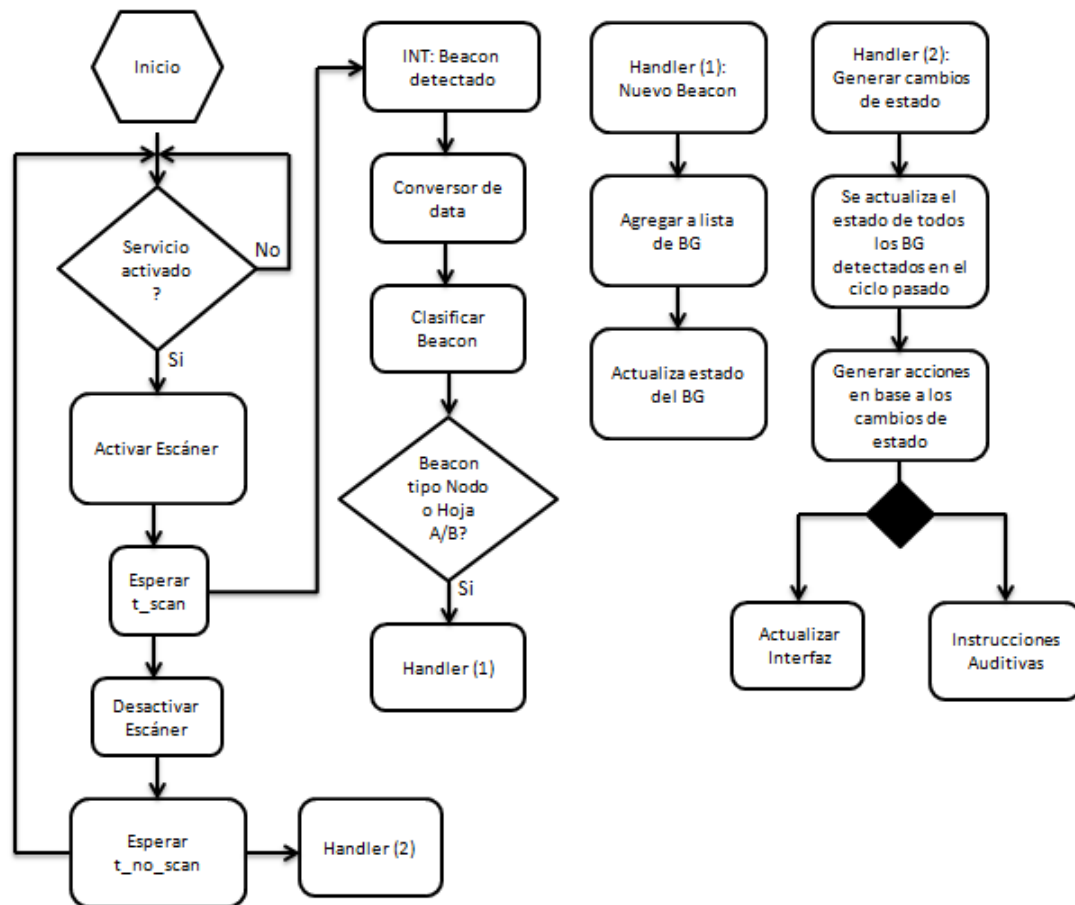 Inicio
Servicio
activado
?
No
Si
Activar Escáner
Esperar
t_scan
Desactivar
Escáner
Esperar
t_no_scan
Handler (2)
INT: Beacon
detectado
Conversor de
data
Clasificar
Beacon
Beacon
tipo Nodo
o Hoja
A/B?
Si
Handler (1)
Handler (1):
Nuevo Beacon
Agregar a lista
de BG
Actualiza estado
del BG
Handler (2):
Generar cambios
de estado
Se actualiza el
estado de todos
los BG
detectados en el
ciclo pasado
Generar acciones
en base a los
cambios de
estado
Actualizar
Interfaz
Instrucciones
Auditivas